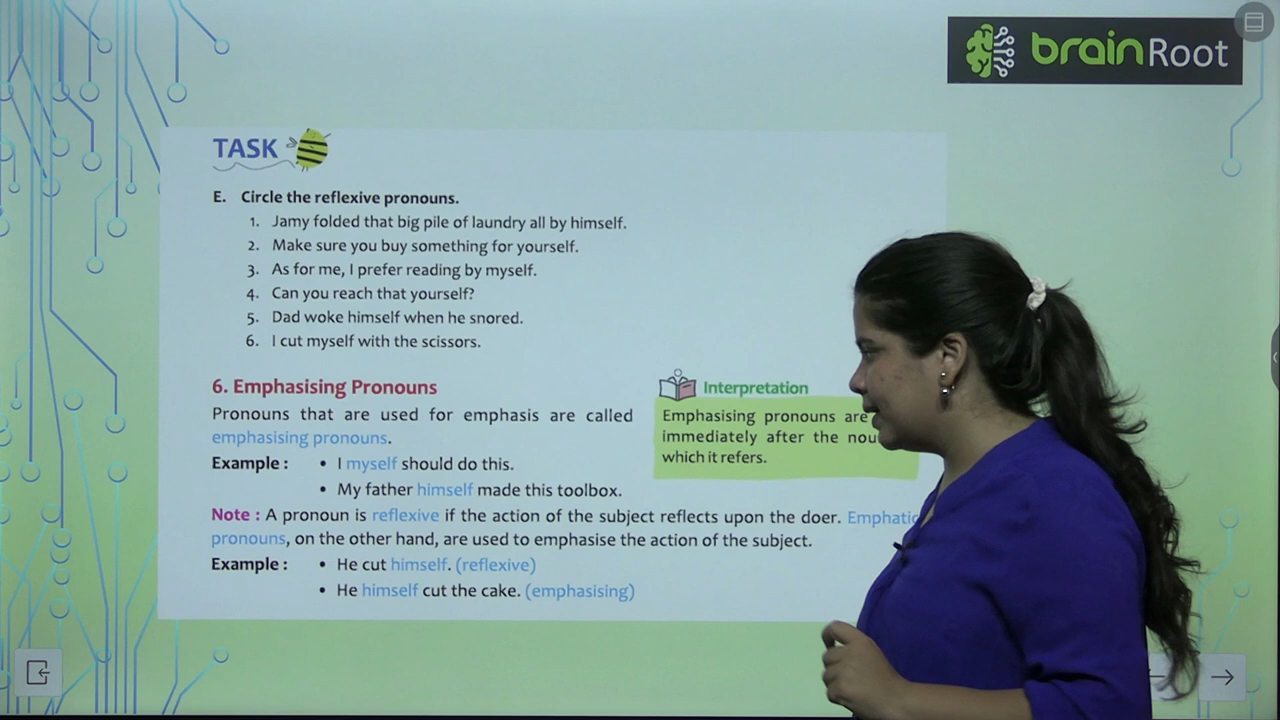 brainRoot
TASK
E. Circle the reflexive pronouns.
1. Jamy folded that big pile of laundry all by himself.
2. Make sure you buy something for yourself.
3. As for me, I prefer reading by myself.
4. Can you reach that yourself?
5. Dad woke himself when he snored.
6. I cut myself with the scissors.
6. Emphasising Pronouns
Pronouns that are used for emphasis are called
emphasising pronouns.
Example : • I myself should do this.
• My father himself made this toolbox.
Interpretation
Emphasising pronouns are
immediately after the
which it refers.
Note : A pronoun is reflexive if the action of the subject reflects upon the doer. Emphatic
pronouns, on the other hand, are used to emphasise the action of the subject.
Example : • He cut himself. (reflexive)
• He himself cut the cake. (emphasising)